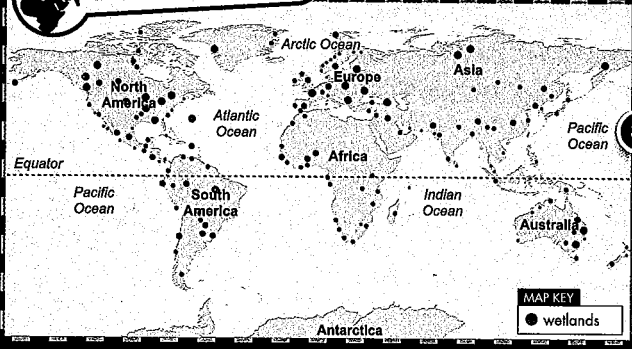 Arctic Ocean
Europe
Asia
North
America
Atlantic
Ocean
Pacific
Ocean
Africa
Equator
Pacific
Ocean
South
America
Indian
Ocean
Australia
MAP KEY
wetlands
Antarctica